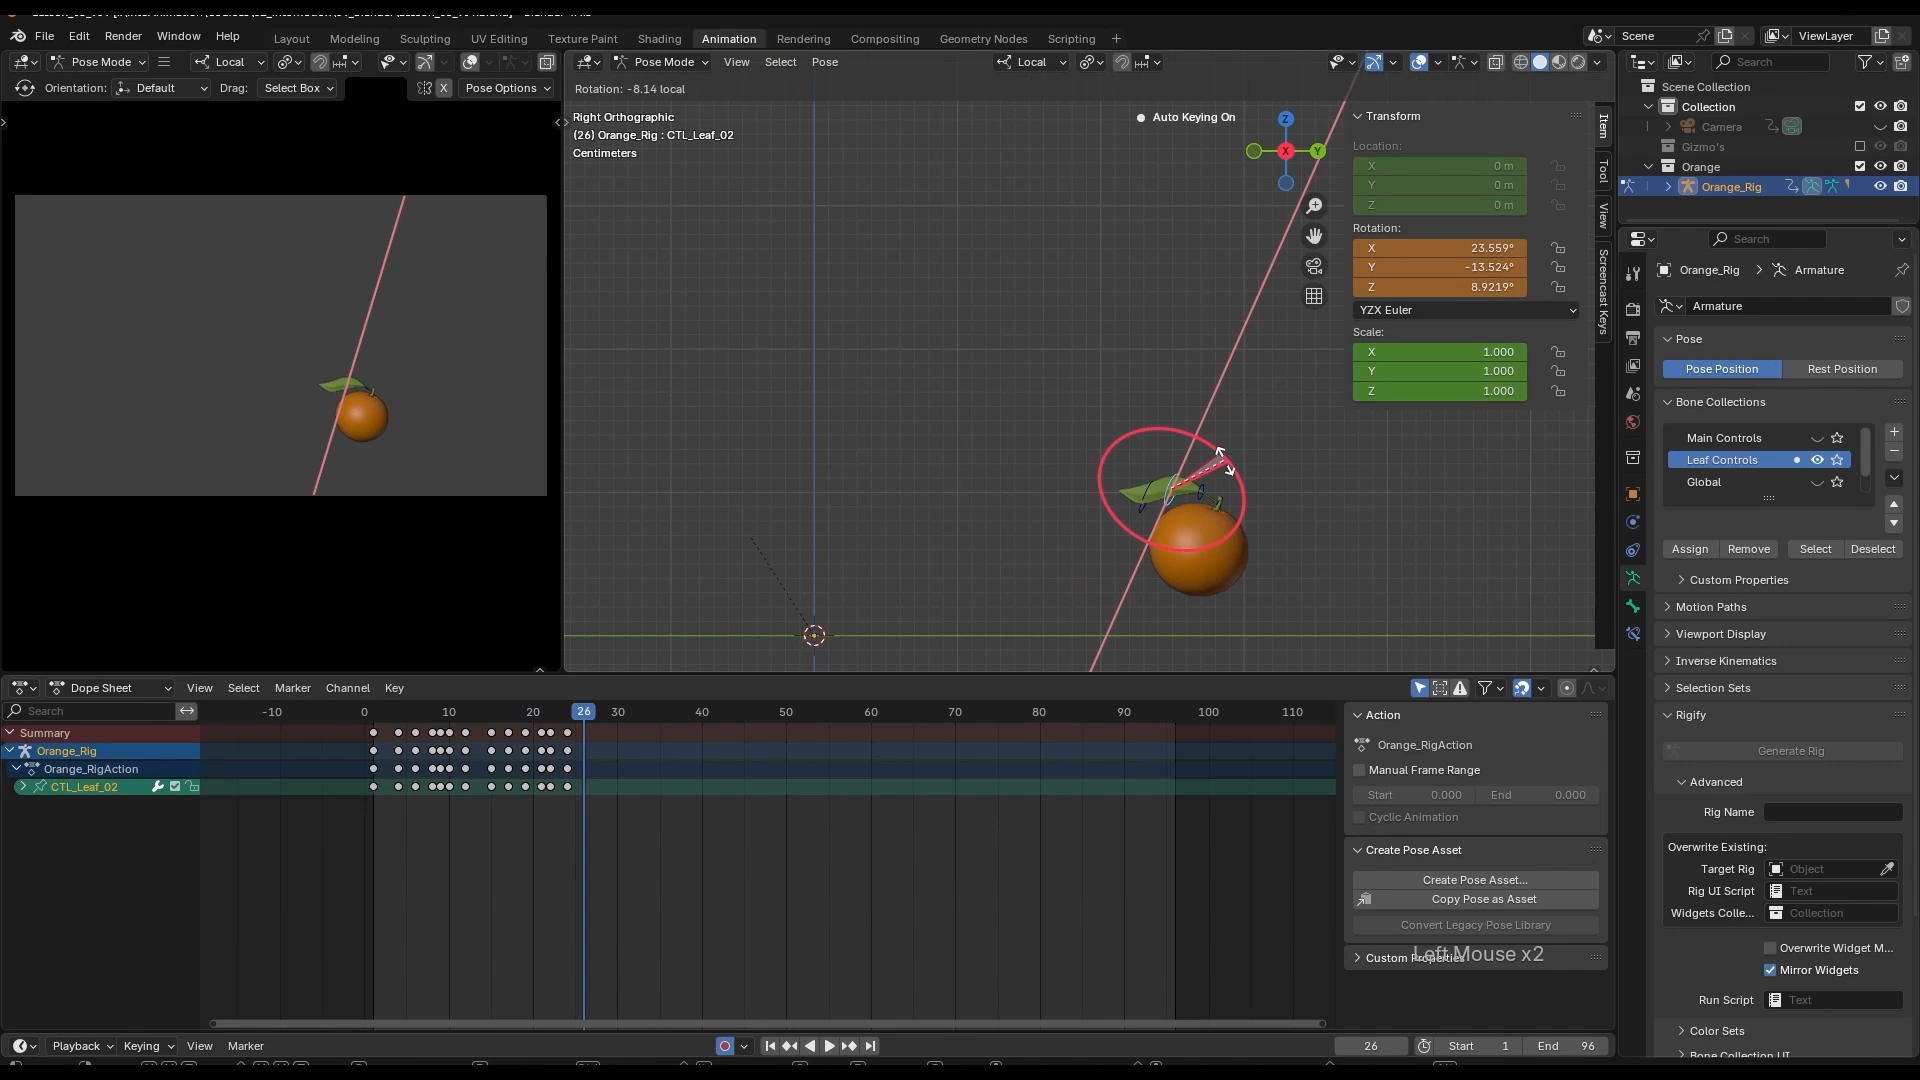 File Edit Render Window Help
Layout Modeling Sculpting UV Editing Texture Paint Shading Animation Rendering Compositing Geometry Nodes Scripting +
Scene ViewLayer
Pose Mode Local
Pose Mode View Select Pose Local
Search
Orientation: Default Drag: Select Box X Pose Options
Rotation: -8.14 local
Right Orthographic
(26) Orange_Rig : CTL_Leaf_02
Centimeters
Auto Keying On
Z
X
Y
Transform
Location:
X 0 m
Y 0 m
Z 0 m
Rotation:
X 23.559°
Y -13.524°
Z 8.9219°
YZX Euler
Scale:
X 1.000
Y 1.000
Z 1.000
Item
Tool
View
Screencast Keys
Scene Collection
Collection
Camera
Gizmo's
Orange
Orange_Rig
Search
Orange_Rig > Armature
Armature
Pose
Pose Position Rest Position
Bone Collections
Main Controls
Leaf Controls
Global
Assign Remove Select Deselect
Custom Properties
Motion Paths
Viewport Display
Inverse Kinematics
Selection Sets
Rigify
Generate Rig
Advanced
Rig Name
Overwrite Existing:
Target Rig Object
Rig UI Script Text
Widgets Colle... Collection
Overwrite Widget M...
Mirror Widgets
Run Script Text
Color Sets
Bone Collection UI
Dope Sheet View Select Marker Channel Key
Search
-10 0 10 20 26 30 40 50 60 70 80 90 100 110
Summary
Orange_Rig
Orange_RigAction
CTL_Leaf_02
Action
Orange_RigAction
Manual Frame Range
Start 0.000 End 0.000
Cyclic Animation
Create Pose Asset
Create Pose Asset...
Copy Pose as Asset
Convert Legacy Pose Library
Custom Properties
Left Mouse x2
Playback Keying View Marker
26 Start 1 End 96